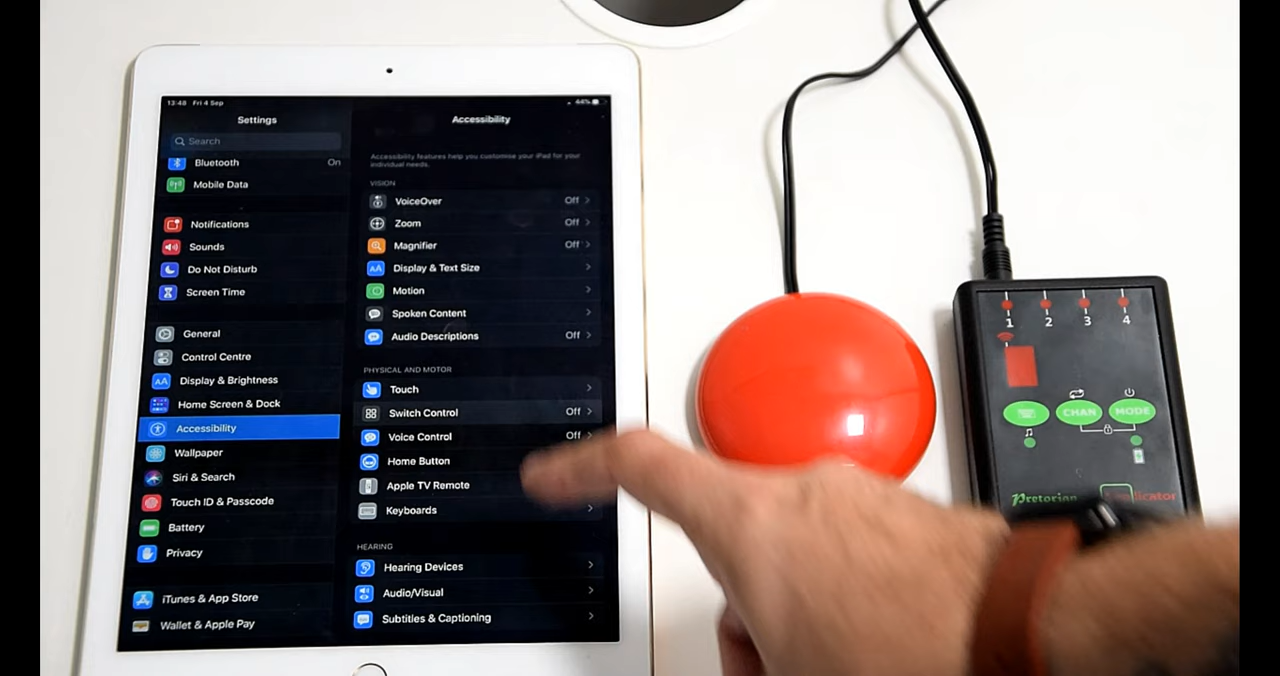 13:48 Fri 4 Sep
44%
Settings
Search
Bluetooth On
Mobile Data
Notifications
Sounds
Do Not Disturb
Screen Time
General
Control Centre
Display & Brightness
Home Screen & Dock
Accessibility
Wallpaper
Siri & Search
Touch ID & Passcode
Battery
Privacy
iTunes & App Store
Wallet & Apple Pay
Accessibility
Accessibility features help you customise your iPad for your
individual needs.
VISION
VoiceOver Off
Zoom Off
Magnifier Off
Display & Text Size
Motion
Spoken Content
Audio Descriptions Off
PHYSICAL AND MOTOR
Touch
Switch Control Off
Voice Control Off
Home Button
Apple TV Remote
Keyboards
HEARING
Hearing Devices
Audio/Visual
Subtitles & Captioning
1 2 3 4
CHAN MODE
Pretorian